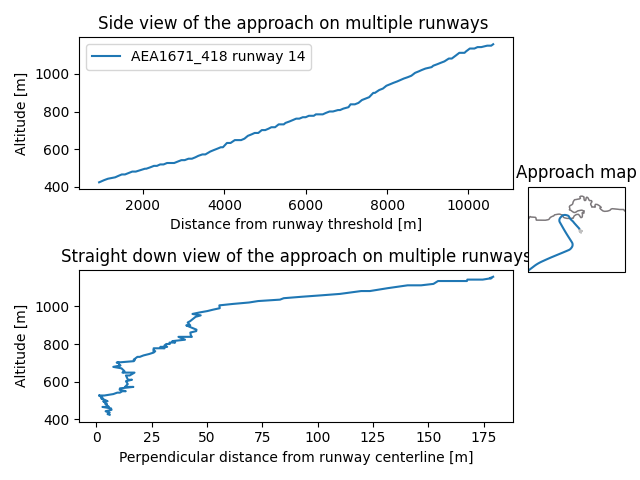 Side view of the approach on multiple runways
AEA1671_418 runway 14
Altitude [m]
1000
800
600
400
2000 4000 6000 8000 10000
Distance from runway threshold [m]
Approach map
Straight down view of the approach on multiple runways
Altitude [m]
1000
800
600
400
0 25 50 75 100 125 150 175
Perpendicular distance from runway centerline [m]